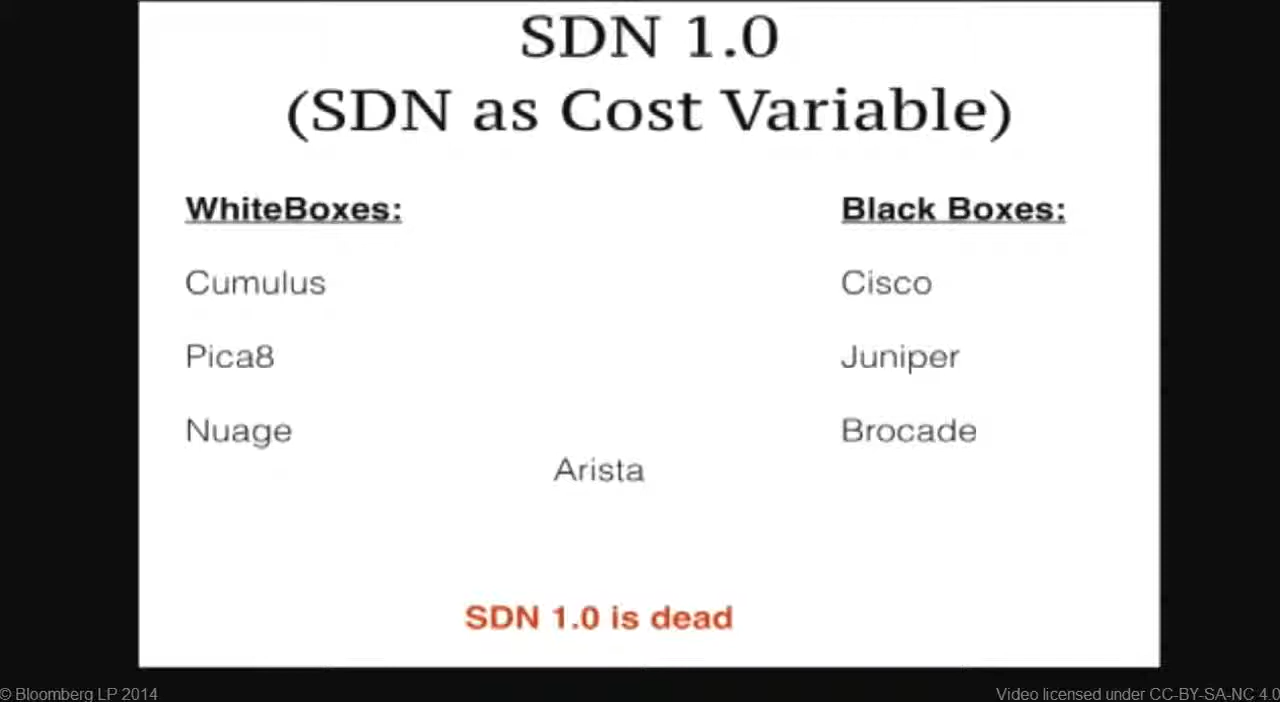 SDN 1.0
(SDN as Cost Variable)
WhiteBoxes:
Black Boxes:
Cumulus
Cisco
Pica8
Juniper
Nuage
Brocade
Arista
SDN 1.0 is dead
© Bloomberg LP 2014
Video licensed under CC-BY-SA-NC 4.0